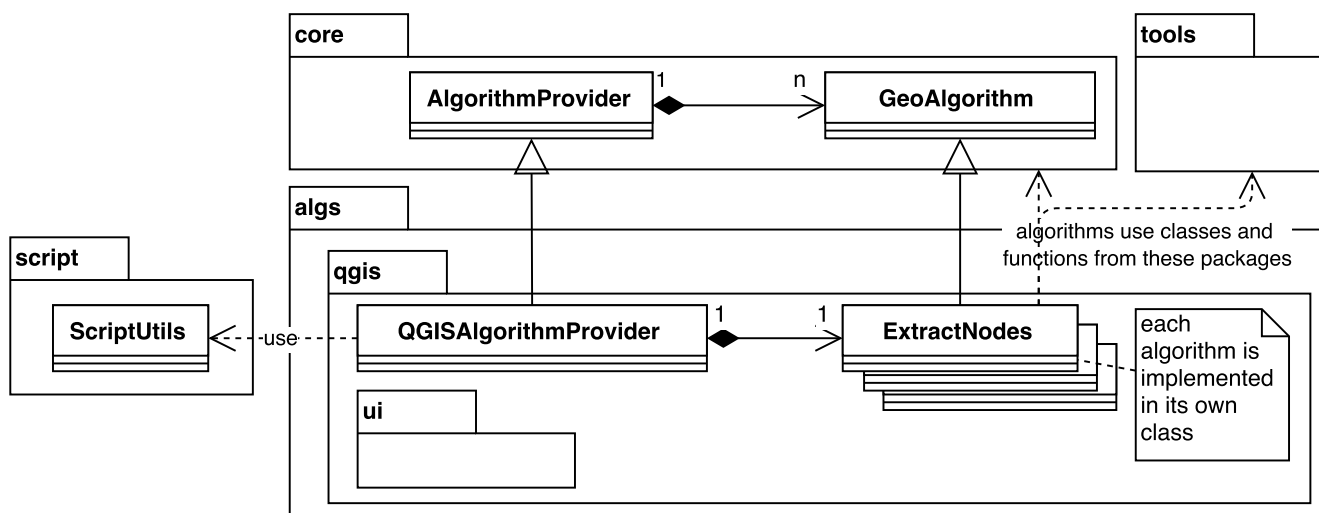 core
tools
AlgorithmProvider
1
n
GeoAlgorithm
algs
algorithms use classes and
functions from these packages
script
qgis
ScriptUtils
use
QGISAlgorithmProvider
1
1
ExtractNodes
each
algorithm is
implemented
in its own
class
ui